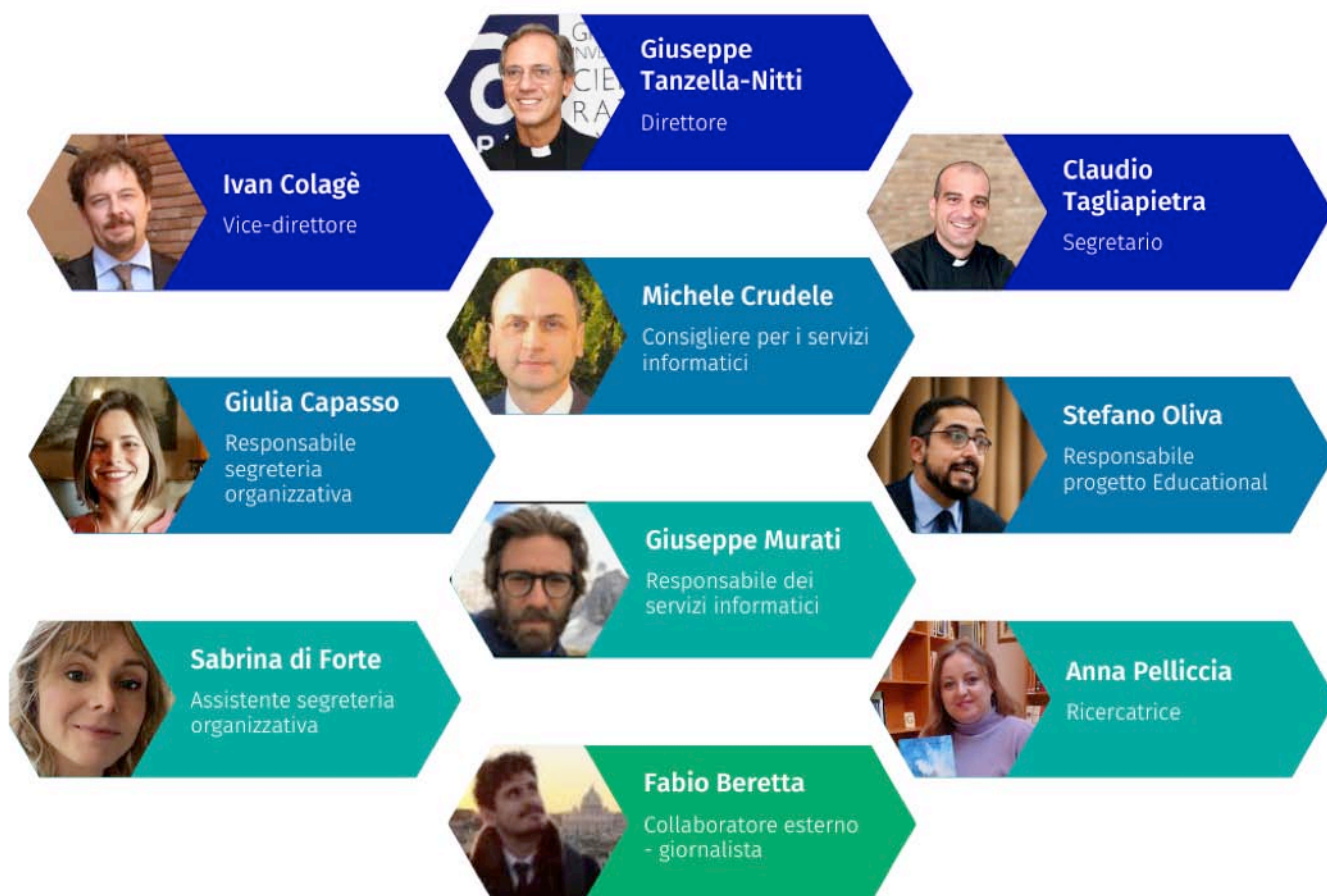 Giuseppe
Tanzella-Nitti
Direttore
Ivan Colagè
Vice-direttore
Claudio
Tagliapietra
Segretario
Michele Crudele
Consigliere per i servizi
informatici
Giulia Capasso
Responsabile
segreteria
organizzativa
Stefano Oliva
Responsabile
progetto Educational
Giuseppe Murati
Responsabile dei
servizi informatici
Sabrina di Forte
Assistente segreteria
organizzativa
Anna Pelliccia
Ricercatrice
Fabio Beretta
Collaboratore esterno
- giornalista